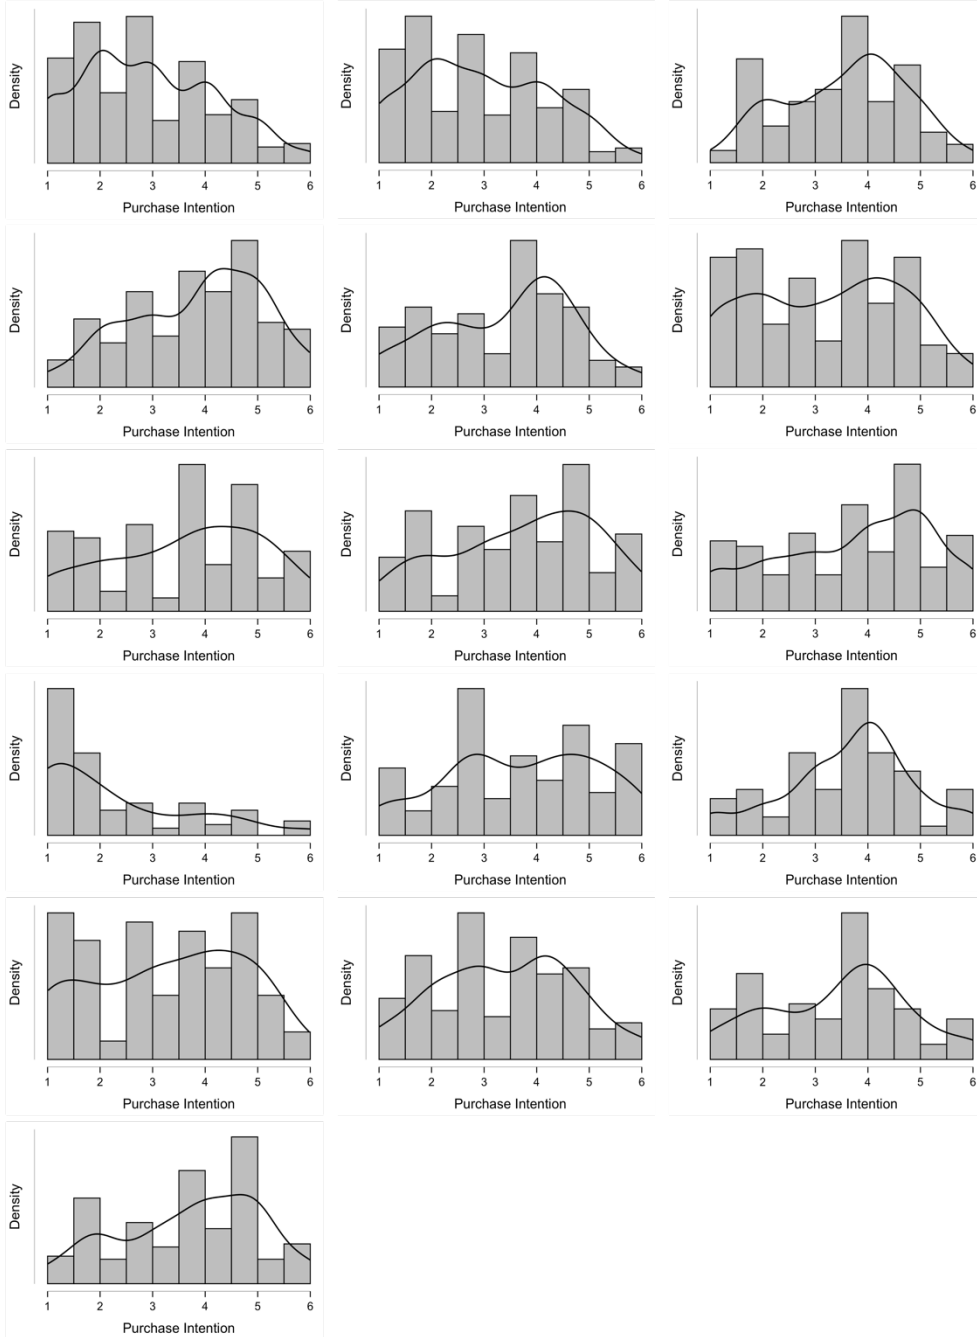 Density
1 2 3 4 5 6
Purchase Intention
Density
1 2 3 4 5 6
Purchase Intention
Density
1 2 3 4 5 6
Purchase Intention
Density
1 2 3 4 5 6
Purchase Intention
Density
1 2 3 4 5 6
Purchase Intention
Density
1 2 3 4 5 6
Purchase Intention
Density
1 2 3 4 5 6
Purchase Intention
Density
1 2 3 4 5 6
Purchase Intention
Density
1 2 3 4 5 6
Purchase Intention
Density
1 2 3 4 5 6
Purchase Intention
Density
1 2 3 4 5 6
Purchase Intention
Density
1 2 3 4 5 6
Purchase Intention
Density
1 2 3 4 5 6
Purchase Intention
Density
1 2 3 4 5 6
Purchase Intention
Density
1 2 3 4 5 6
Purchase Intention
Density
1 2 3 4 5 6
Purchase Intention